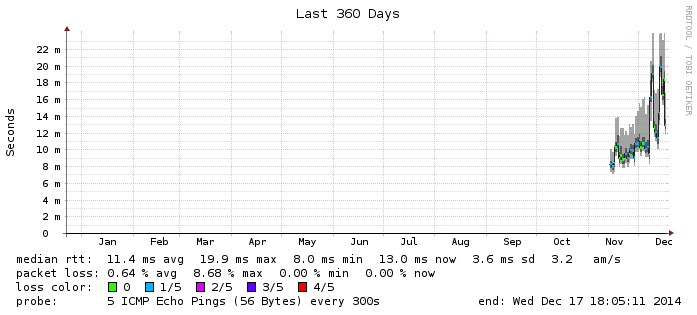 Last 360 Days
RRDTOOL / TOBI OETIKER
Seconds
22 m
20 m
18 m
16 m
14 m
12 m
10 m
8 m
6 m
4 m
2 m
0
Jan Feb Mar Apr May Jun Jul Aug Sep Oct Nov Dec
median rtt: 11.4 ms avg 19.9 ms max 8.0 ms min 13.0 ms now 3.6 ms sd 3.2 am/s
packet loss: 0.64 % avg 8.68 % max 0.00 % min 0.00 % now
loss color: 0 1/5 2/5 3/5 4/5
probe: 5 ICMP Echo Pings (56 Bytes) every 300s end: Wed Dec 17 18:05:11 2014